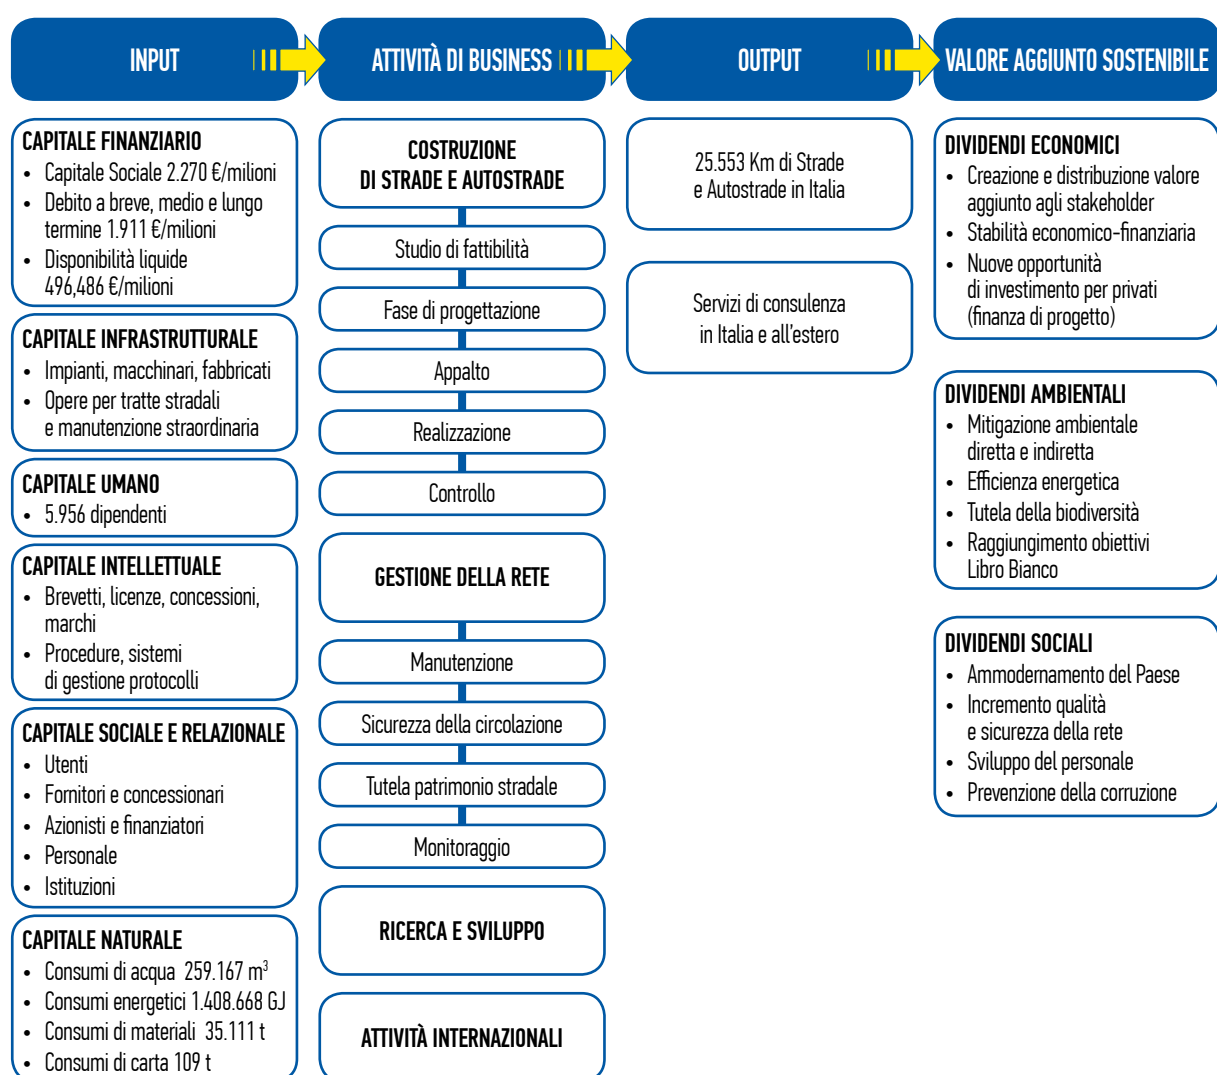 INPUT
ATTIVITÀ DI BUSINESS
OUTPUT
VALORE AGGIUNTO SOSTENIBILE
CAPITALE FINANZIARIO
• Capitale Sociale 2.270 €/milioni
• Debito a breve, medio e lungo
termine 1.911 €/milioni
• Disponibilità liquide
496,486 €/milioni
CAPITALE INFRASTRUTTURALE
• Impianti, macchinari, fabbricati
• Opere per tratte stradali
e manutenzione straordinaria
CAPITALE UMANO
• 5.956 dipendenti
CAPITALE INTELLETTUALE
• Brevetti, licenze, concessioni,
marchi
• Procedure, sistemi
di gestione protocolli
CAPITALE SOCIALE E RELAZIONALE
• Utenti
• Fornitori e concessionari
• Azionisti e finanziatori
• Personale
• Istituzioni
CAPITALE NATURALE
• Consumi di acqua 259.167 m³
• Consumi energetici 1.408.668 GJ
• Consumi di materiali 35.111 t
• Consumi di carta 109 t
COSTRUZIONE
DI STRADE E AUTOSTRADE
Studio di fattibilità
Fase di progettazione
Appalto
Realizzazione
Controllo
GESTIONE DELLA RETE
Manutenzione
Sicurezza della circolazione
Tutela patrimonio stradale
Monitoraggio
RICERCA E SVILUPPO
ATTIVITÀ INTERNAZIONALI
25.553 Km di Strade
e Autostrade in Italia
Servizi di consulenza
in Italia e all'estero
DIVIDENDI ECONOMICI
• Creazione e distribuzione valore
aggiunto agli stakeholder
• Stabilità economico-finanziaria
• Nuove opportunità
di investimento per privati
(finanza di progetto)
DIVIDENDI AMBIENTALI
• Mitigazione ambientale
diretta e indiretta
• Efficienza energetica
• Tutela della biodiversità
• Raggiungimento obiettivi
Libro Bianco
DIVIDENDI SOCIALI
• Ammodernamento del Paese
• Incremento qualità
e sicurezza della rete
• Sviluppo del personale
• Prevenzione della corruzione